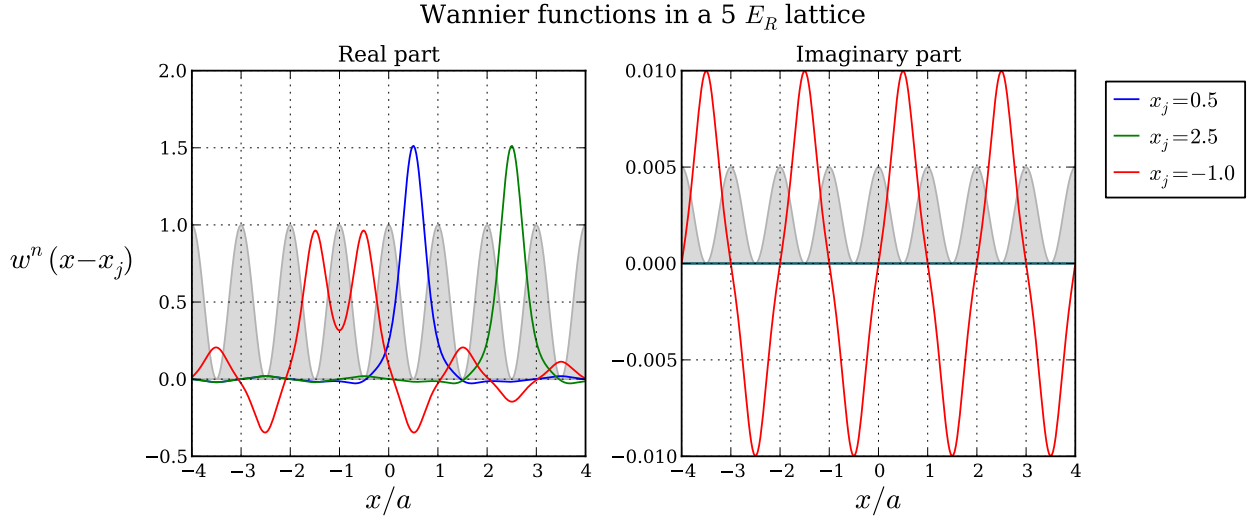 Wannier functions in a 5 E_R lattice
Real part
Imaginary part
w^n (x−x_j)
2.0
1.5
1.0
0.5
0.0
−0.5
−4 −3 −2 −1 0 1 2 3 4
x/a
0.010
0.005
0.000
−0.005
−0.010
−4 −3 −2 −1 0 1 2 3 4
x/a
x_j=0.5
x_j=2.5
x_j=−1.0